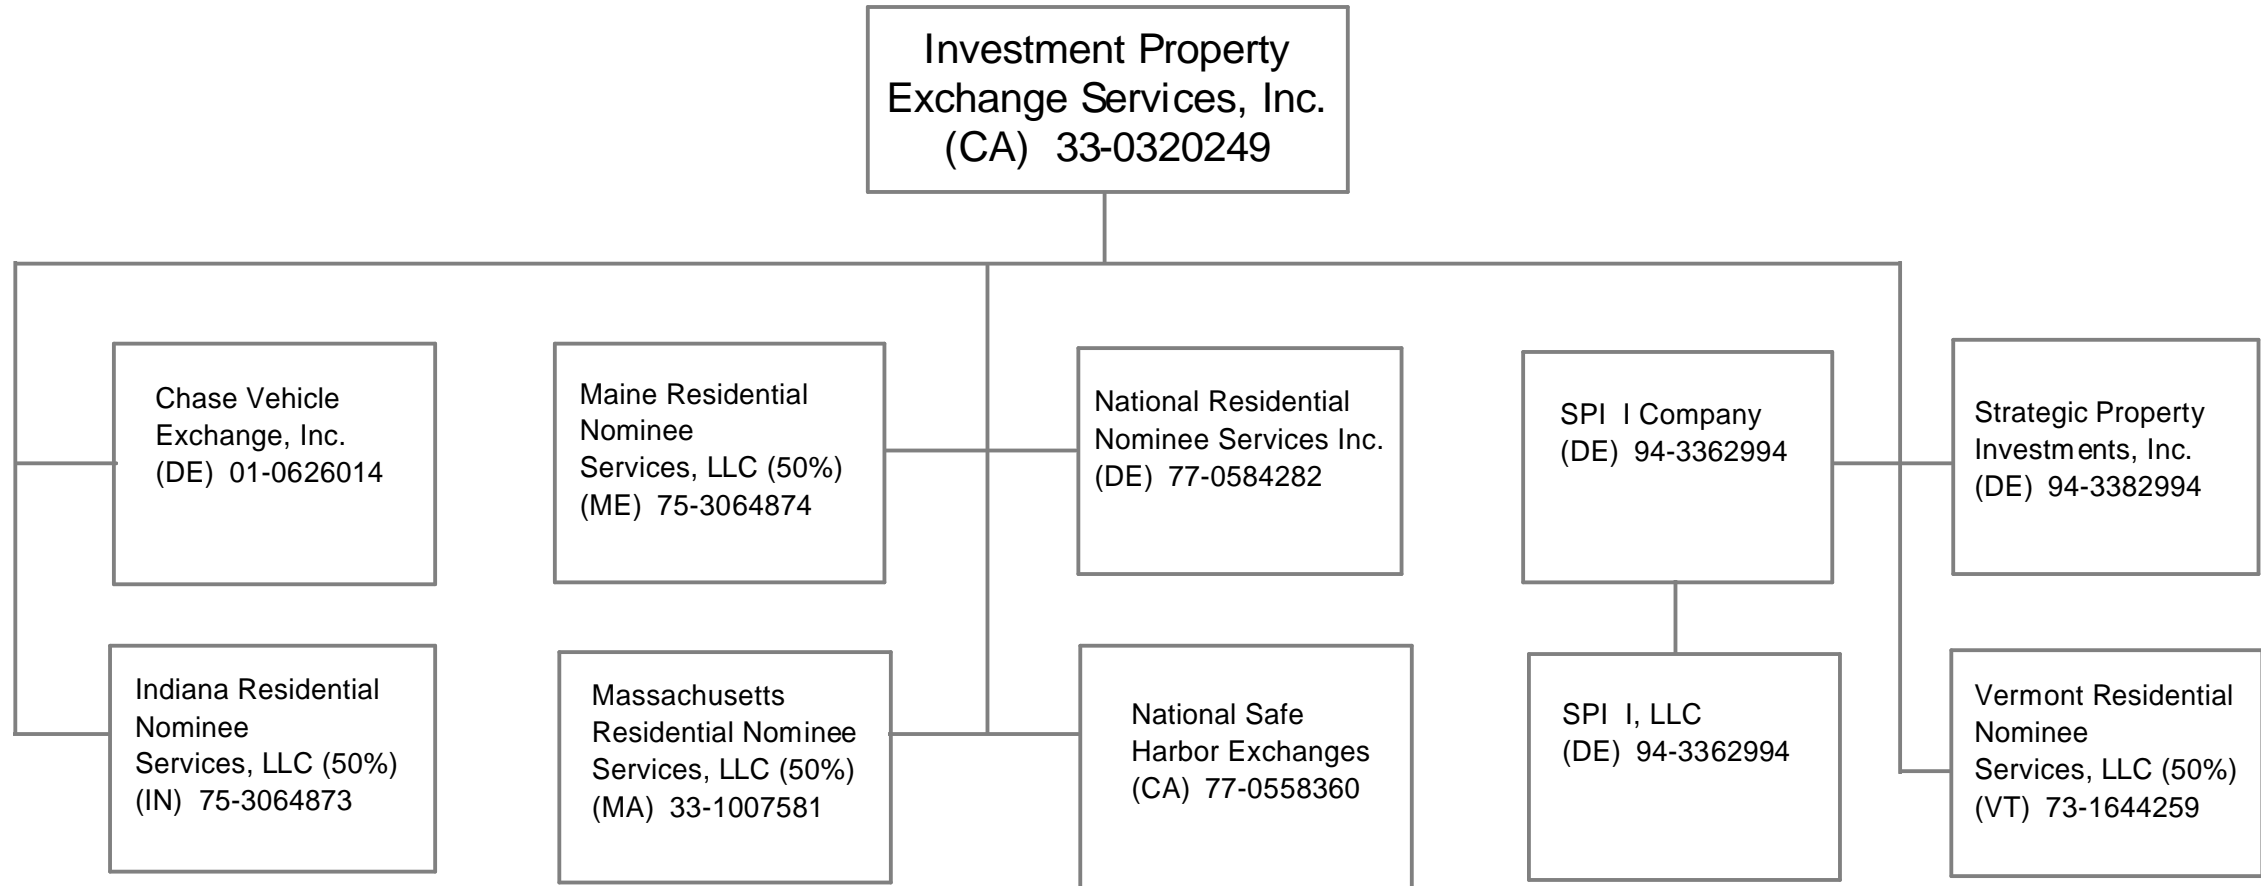 Investment Property
Exchange Services, Inc.
(CA) 33-0320249
Chase Vehicle
Exchange, Inc.
(DE) 01-0626014
Maine Residential
Nominee
Services, LLC (50%)
(ME) 75-3064874
National Residential
Nominee Services Inc.
(DE) 77-0584282
SPI I Company
(DE) 94-3362994
Strategic Property
Investments, Inc.
(DE) 94-3382994
Indiana Residential
Nominee
Services, LLC (50%)
(IN) 75-3064873
Massachusetts
Residential Nominee
Services, LLC (50%)
(MA) 33-1007581
National Safe
Harbor Exchanges
(CA) 77-0558360
SPI I, LLC
(DE) 94-3362994
Vermont Residential
Nominee
Services, LLC (50%)
(VT) 73-1644259